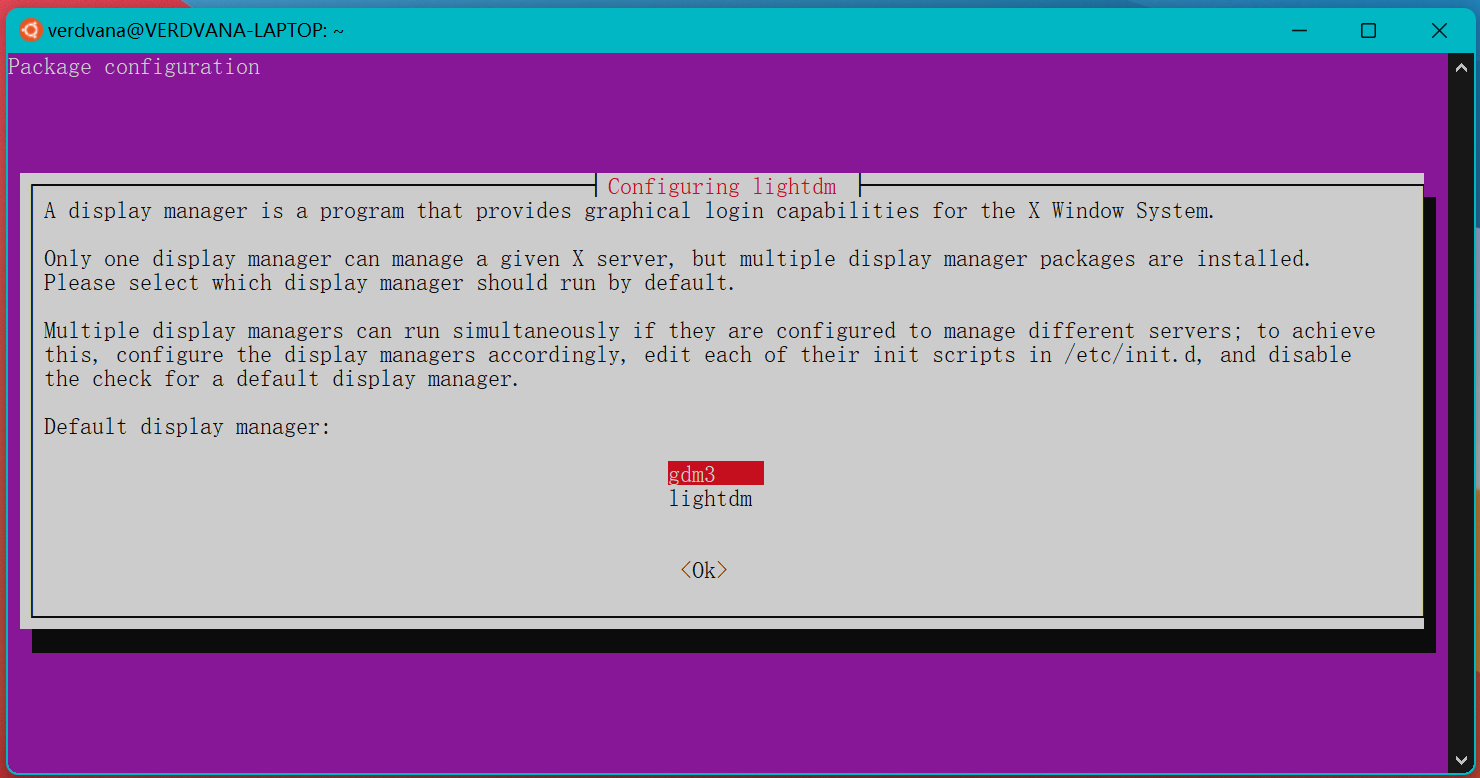 verdvana@VERDVANA-LAPTOP: ~
Package configuration
Configuring lightdm
A display manager is a program that provides graphical login capabilities for the X Window System.
Only one display manager can manage a given X server, but multiple display manager packages are installed.
Please select which display manager should run by default.
Multiple display managers can run simultaneously if they are configured to manage different servers; to achieve
this, configure the display managers accordingly, edit each of their init scripts in /etc/init.d, and disable
the check for a default display manager.
Default display manager:
gdm3
lightdm
<Ok>